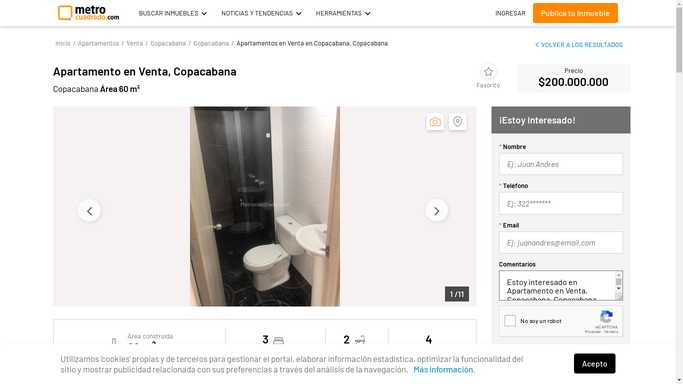 metro
cuadrado.com
BUSCAR INMUEBLES
NOTICIAS Y TENDENCIAS
HERRAMIENTAS
INGRESAR
Publica tu Inmueble
Inicio / Apartamentos / Venta / Copacabana / Copacabana / Apartamentos en Venta en Copacabana, Copacabana
VOLVER A LOS RESULTADOS
Apartamento en Venta, Copacabana
Copacabana Área 60 m²
Favorito
Precio
$200.000.000
1 /11
¡Estoy Interesado!
* Nombre
Ej: Juan Andres
* Teléfono
Ej: 322*******
* Email
Ej: juanandres@email.com
Comentarios
Estoy interesado en
Apartamento en Venta,
Copacabana, Copacabana
No soy un robot
reCAPTCHA
Privacidad - Términos
Área construida
3
2
4
Utilizamos 'cookies' propias y de terceros para gestionar el portal, elaborar información estadística, optimizar la funcionalidad del
sitio y mostrar publicidad relacionada con sus preferencias a través del análisis de la navegación. Más información.
Acepto